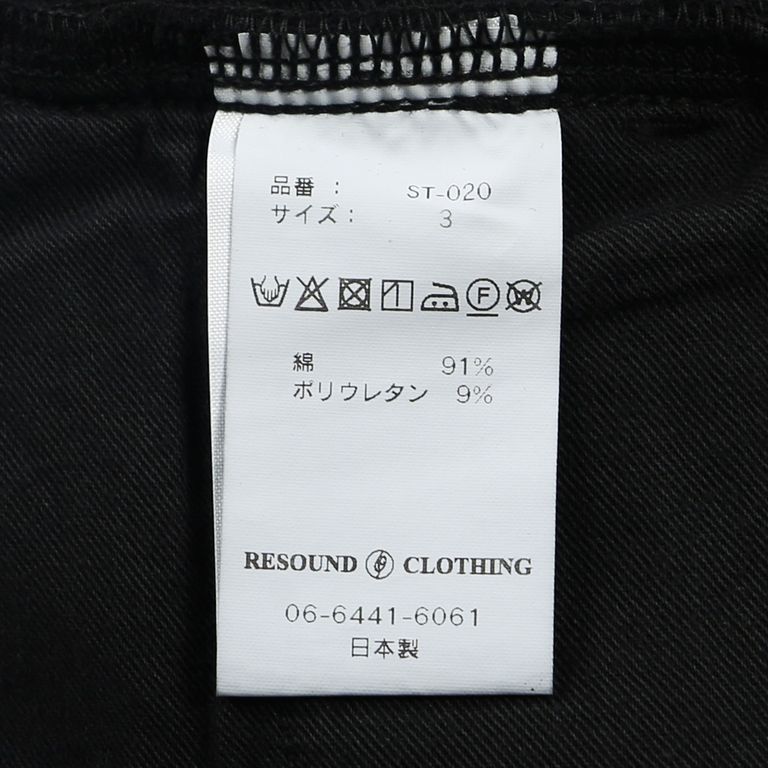 品番 : ST-020
サイズ : 3
F W
綿 91%
ポリウレタン 9%
RESOUND CLOTHING
06-6441-6061
日本製